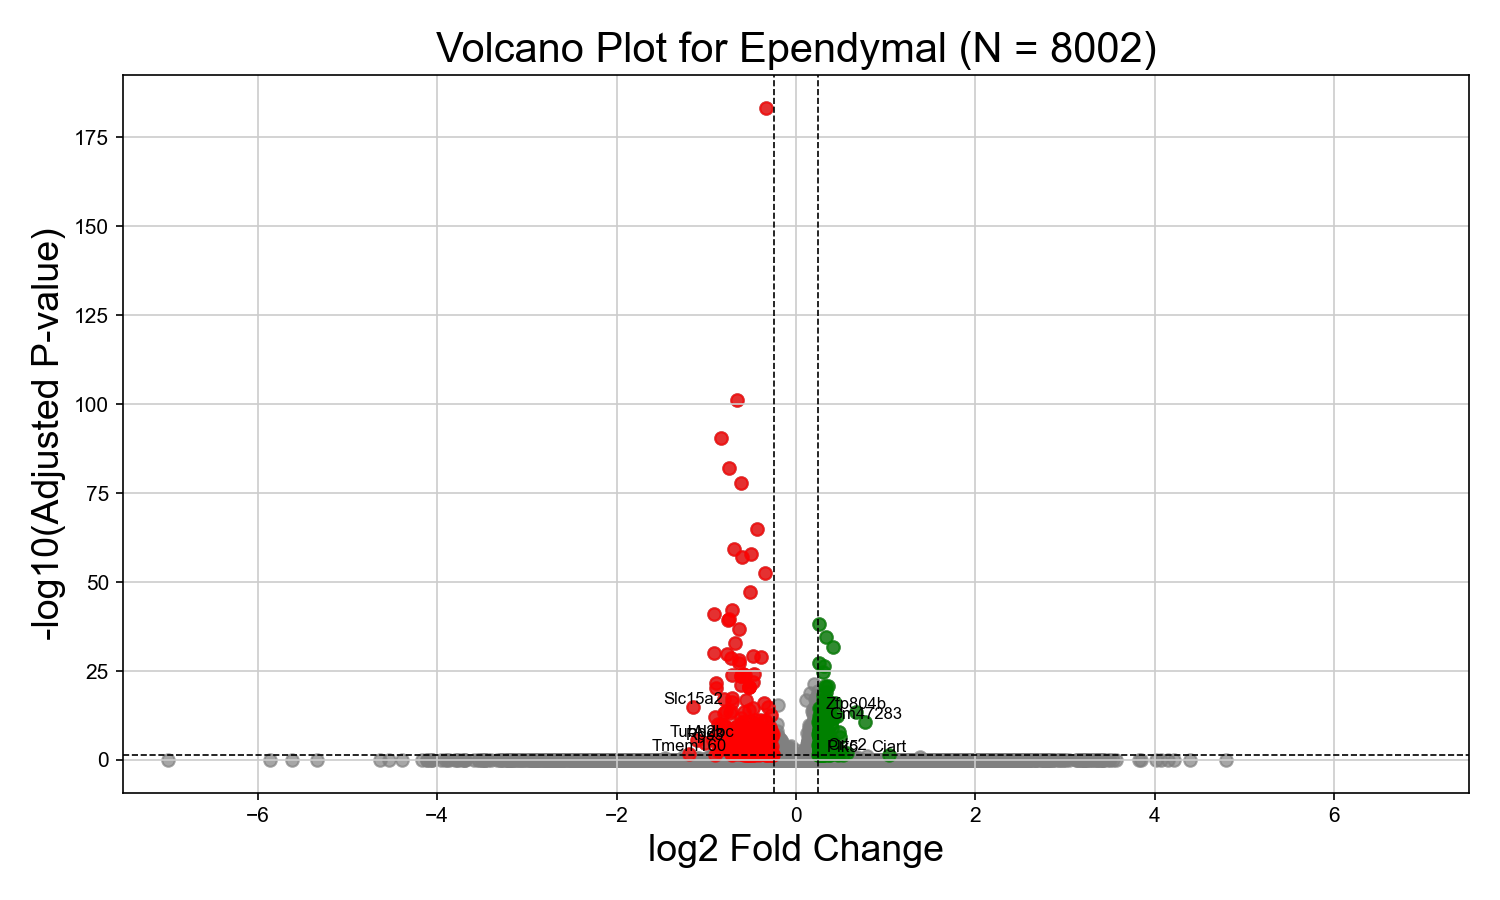 Volcano Plot for Ependymal (N = 8002)
-log10(Adjusted P-value)
175
150
125
100
75
50
25
0
Slc15a2
Tmem160
Zfp804b
Gm47283
Ciart
−6
−4
−2
0
2
4
6
log2 Fold Change